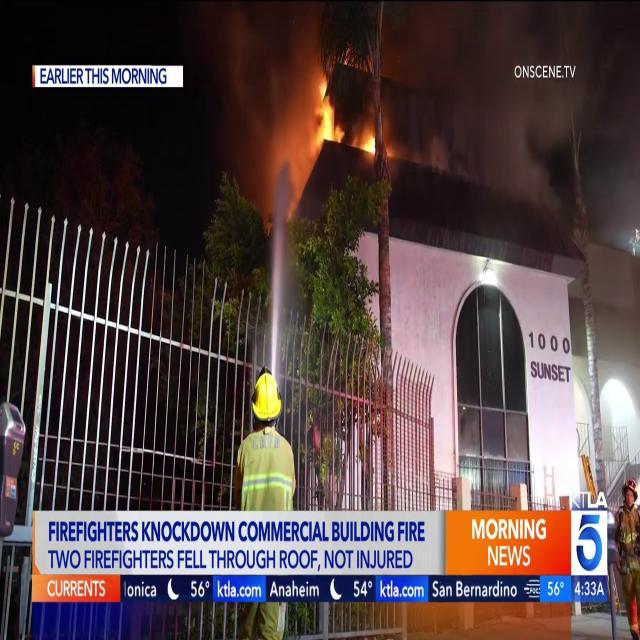 EARLIER THIS MORNING
ONSCENE.TV
1000
SUNSET
FIREFIGHTERS KNOCKDOWN COMMERCIAL BUILDING FIRE
TWO FIREFIGHTERS FELL THROUGH ROOF, NOT INJURED
MORNING
NEWS
KTLA
5
CURRENTS onica 56° ktla.com Anaheim 54° ktla.com San Bernardino 56° 4:33A